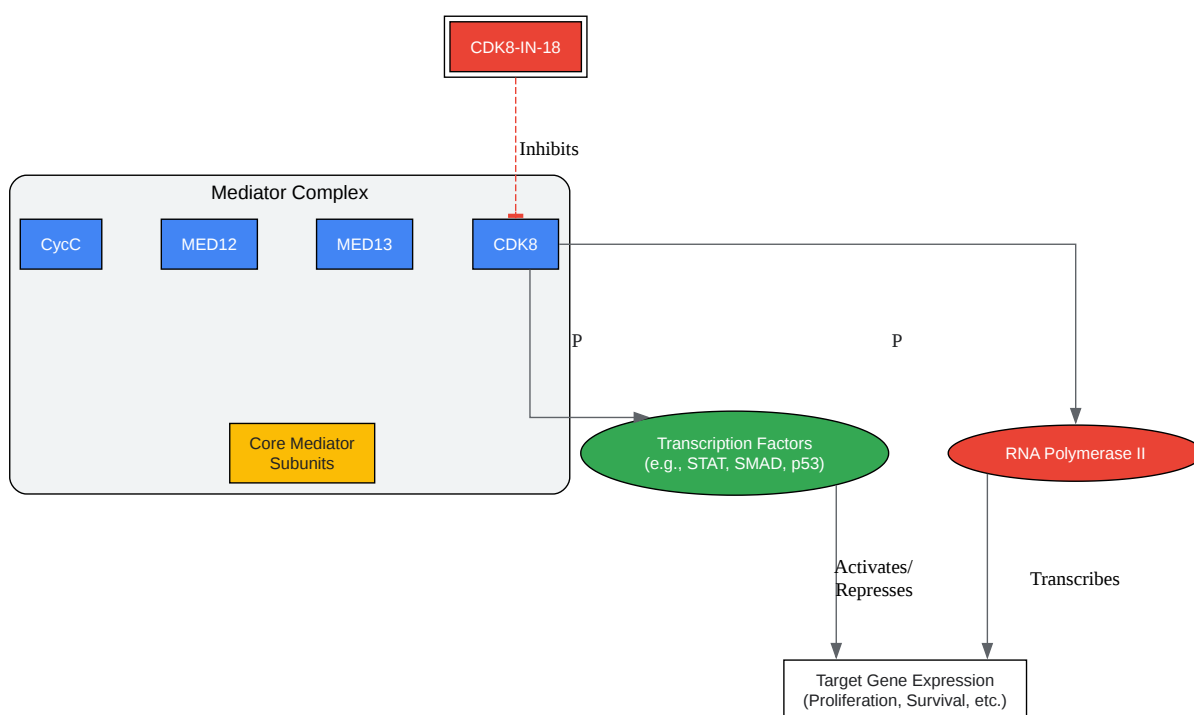 CDK8-IN-18
Inhibits
Mediator Complex
CycC
MED12
MED13
CDK8
P
P
Core Mediator
Subunits
Transcription Factors
(e.g., STAT, SMAD, p53)
RNA Polymerase II
Activates/
Represses
Transcribes
Target Gene Expression
(Proliferation, Survival, etc.)